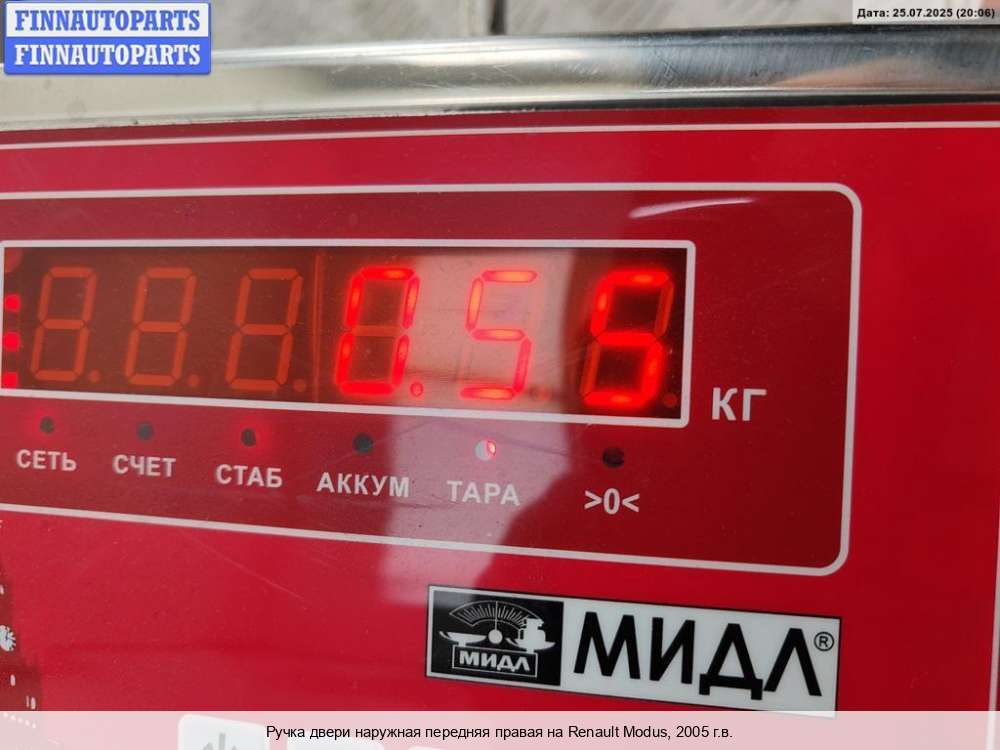 FINNAUTOPARTS
FINNAUTOPARTS
Дата: 25.07.2025 (20:06)
0.56
КГ
СЕТЬ СЧЕТ СТАБ АККУМ ТАРА >0<
МИДЛ
МИДЛ®
Ручка двери наружная передняя правая на Renault Modus, 2005 г.в.